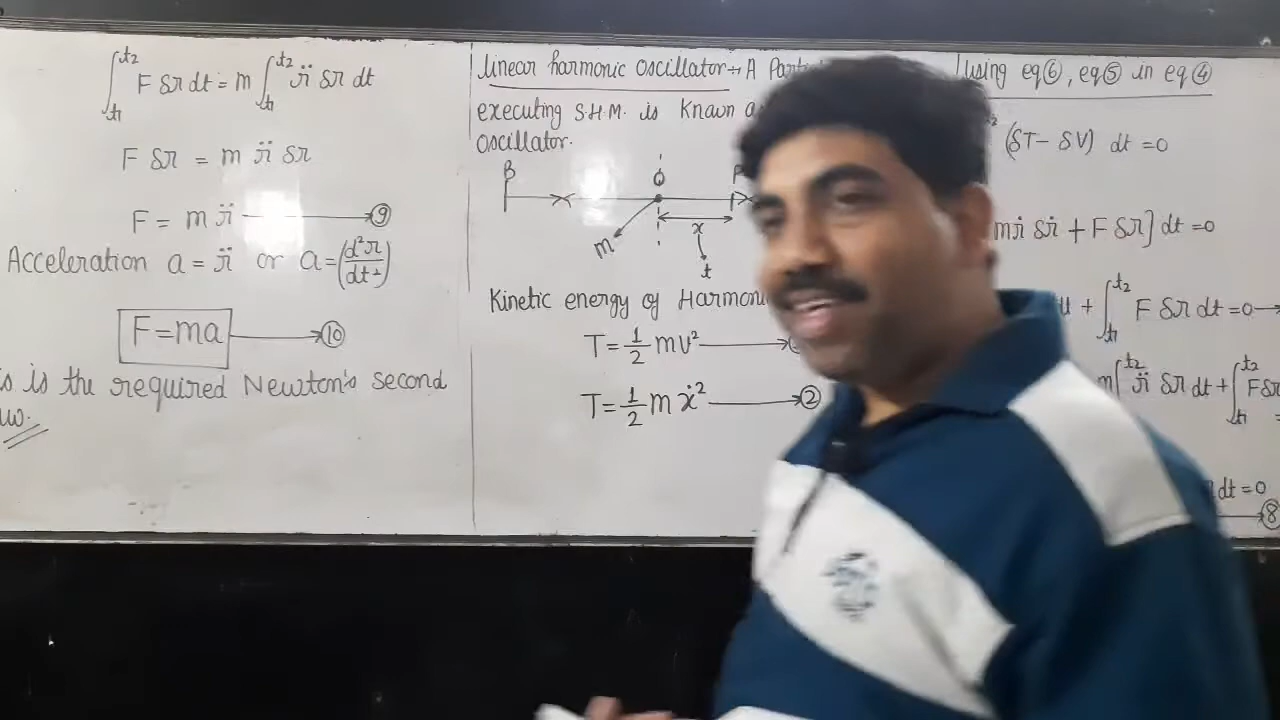 ∫t₁^t₂ F δr dt = m ∫t₁^t₂ r̈ δr dt
F δr = m r̈ δr
F = m r̈ → ⑨
Acceleration a = r̈ or a = (d²r/dt²)
F=ma → ⑩
is the required Newton's second
linear harmonic oscillator → A
executing S.H.M. is known
oscillator.
B O
x
m
t
Kinetic energy of
T = 1/2 mv² →
T = 1/2 m ẋ² → ②
using eq⑥, eq⑤ in eq④
(δT - δV) dt = 0
mṙ δṙ + F δr] dt = 0
+ ∫t₁^t₂ F δr dt = 0 →
m∫t₁^t₂ r̈ δr dt + ∫t₁^t₂ Fδr
dt = 0
→ ⑧